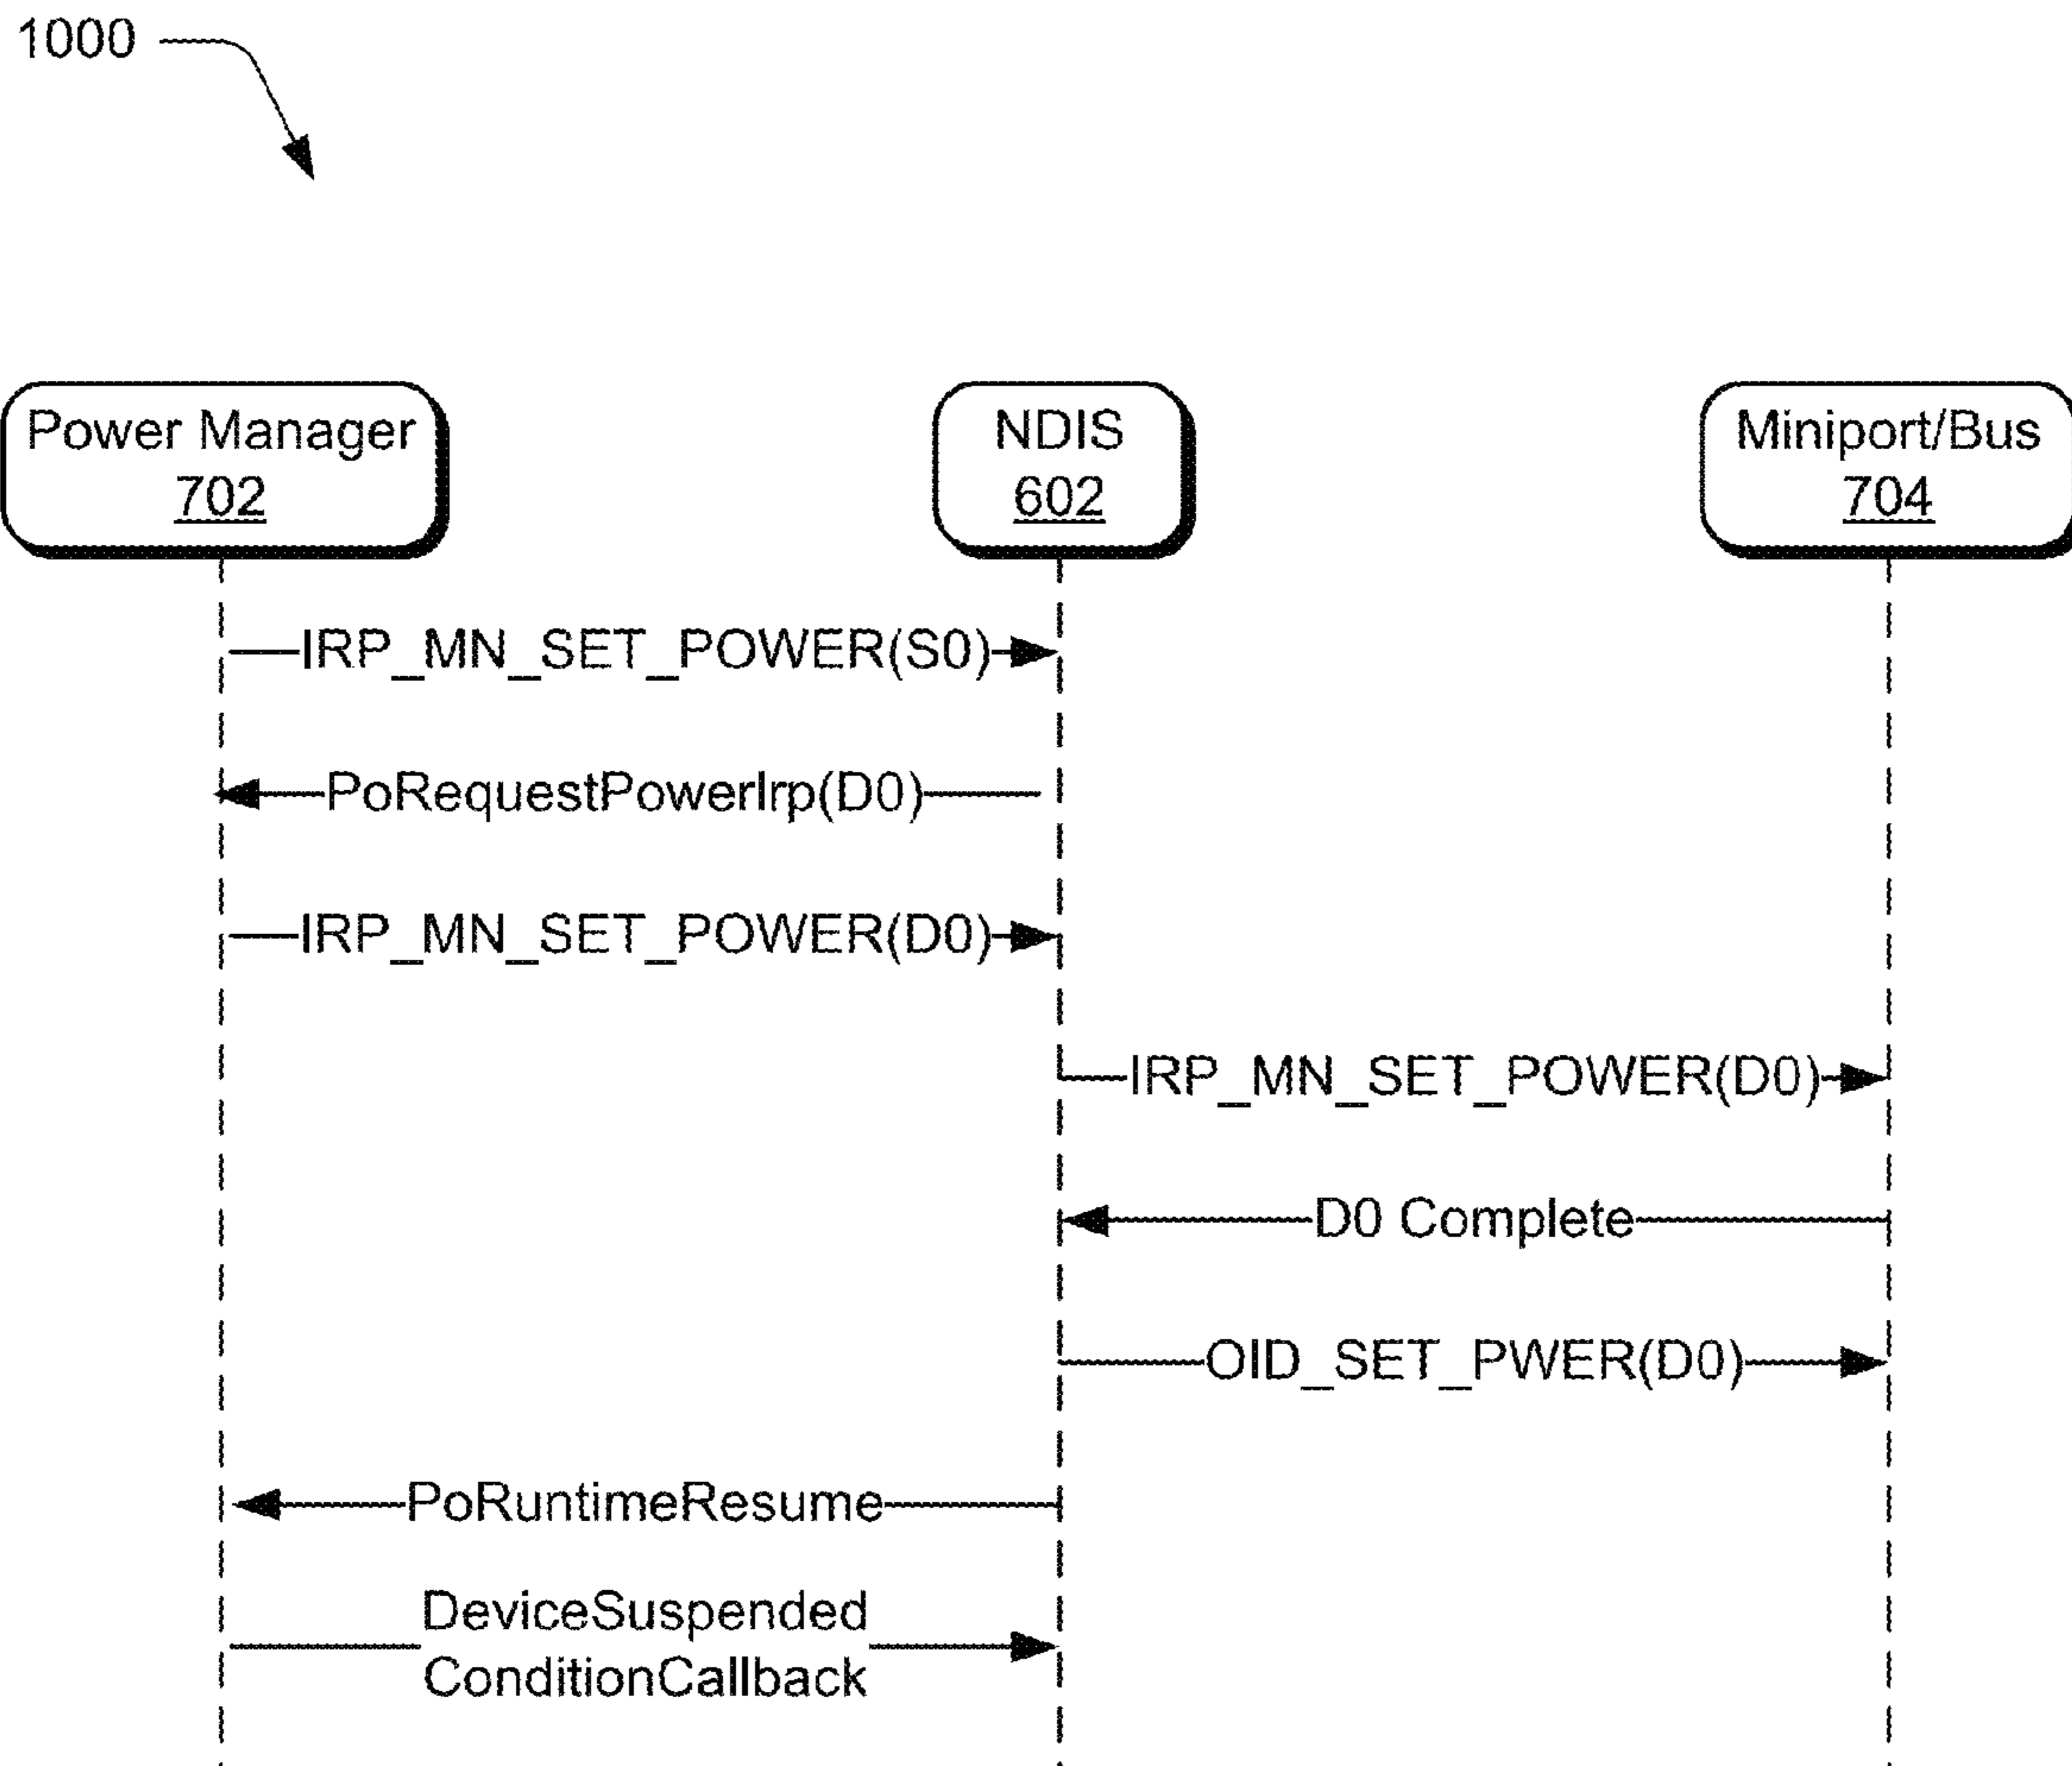 1000
Power Manager
702
NDIS
602
Miniport/Bus
704
IRP_MN_SET_POWER(S0)
PoRequestPowerIrp(D0)
IRP_MN_SET_POWER(D0)
IRP_MN_SET_POWER(D0)
D0 Complete
OID_SET_PWER(D0)
PoRuntimeResume
DeviceSuspended
ConditionCallback